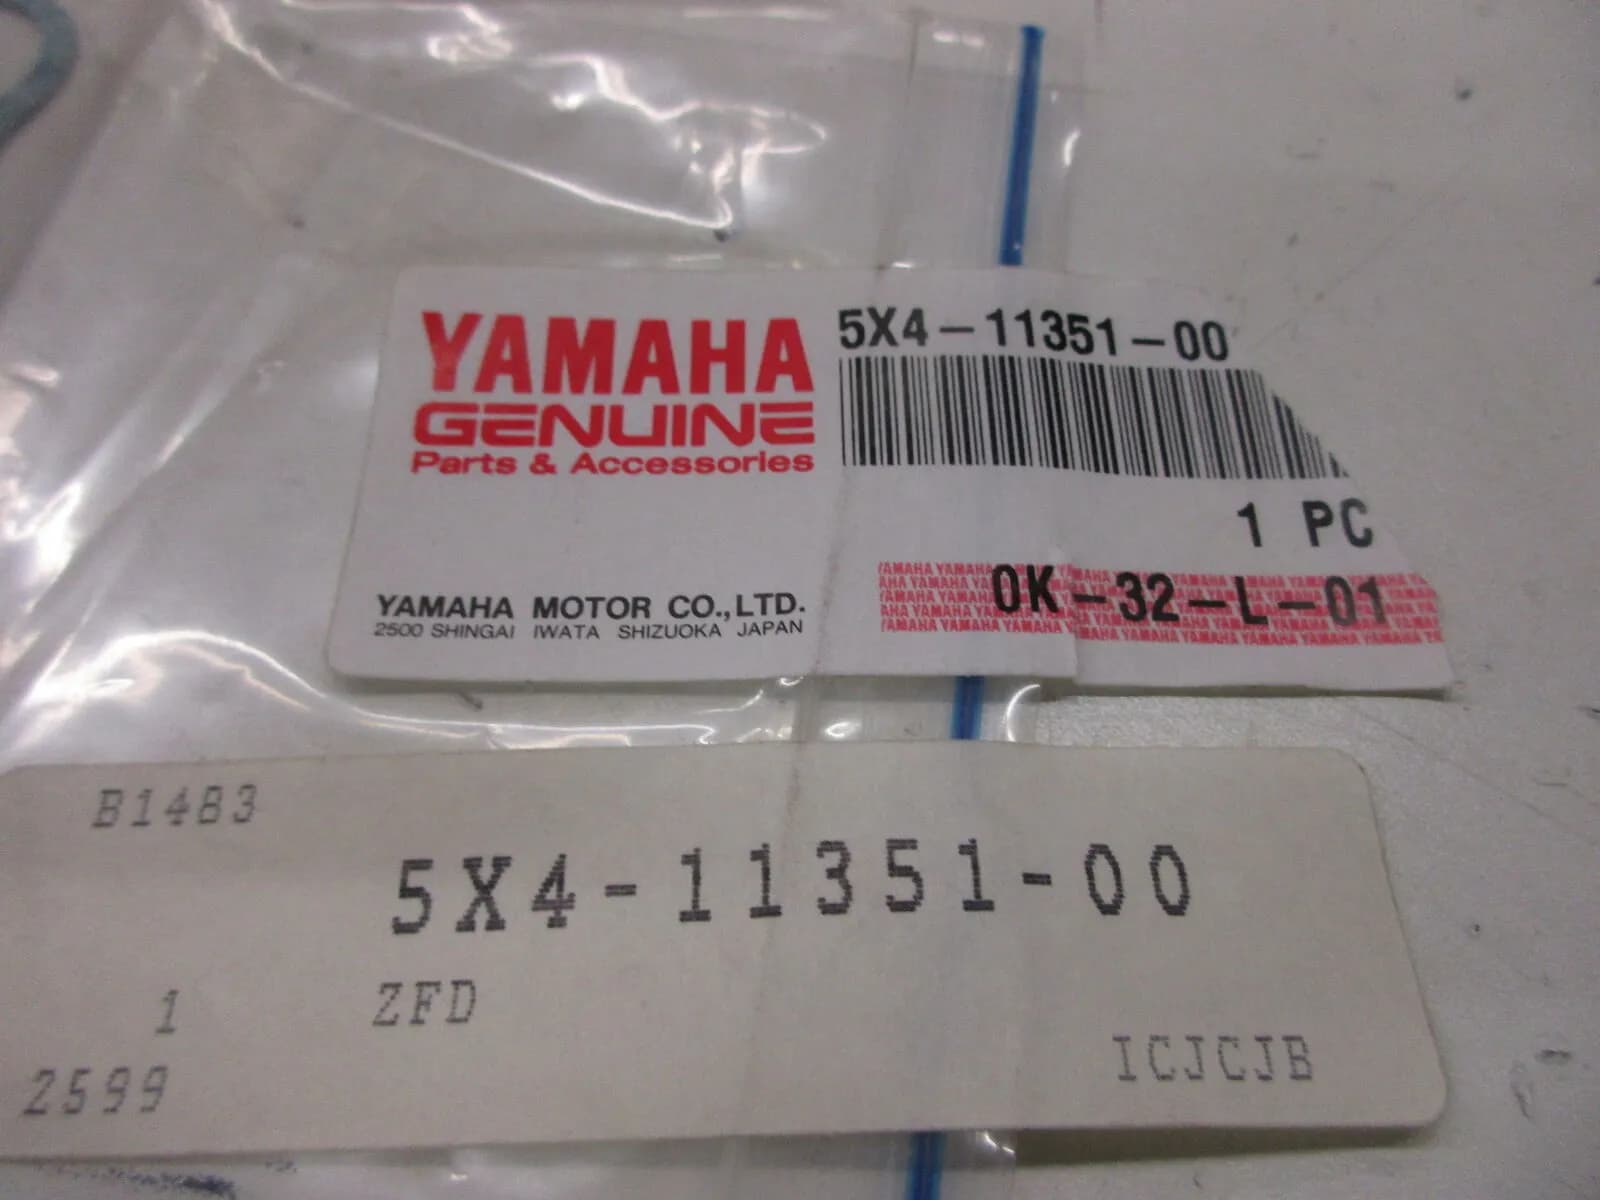 YAMAHA
GENUINE
Parts & Accessories
5X4-11351-00
1 PC
0K-32-L-01
YAMAHA MOTOR CO.,LTD.
2500 SHINGAI IWATA SHIZUOKA JAPAN
B1483
5X4-11351-00
1 ZFD
2599 ICJCJB